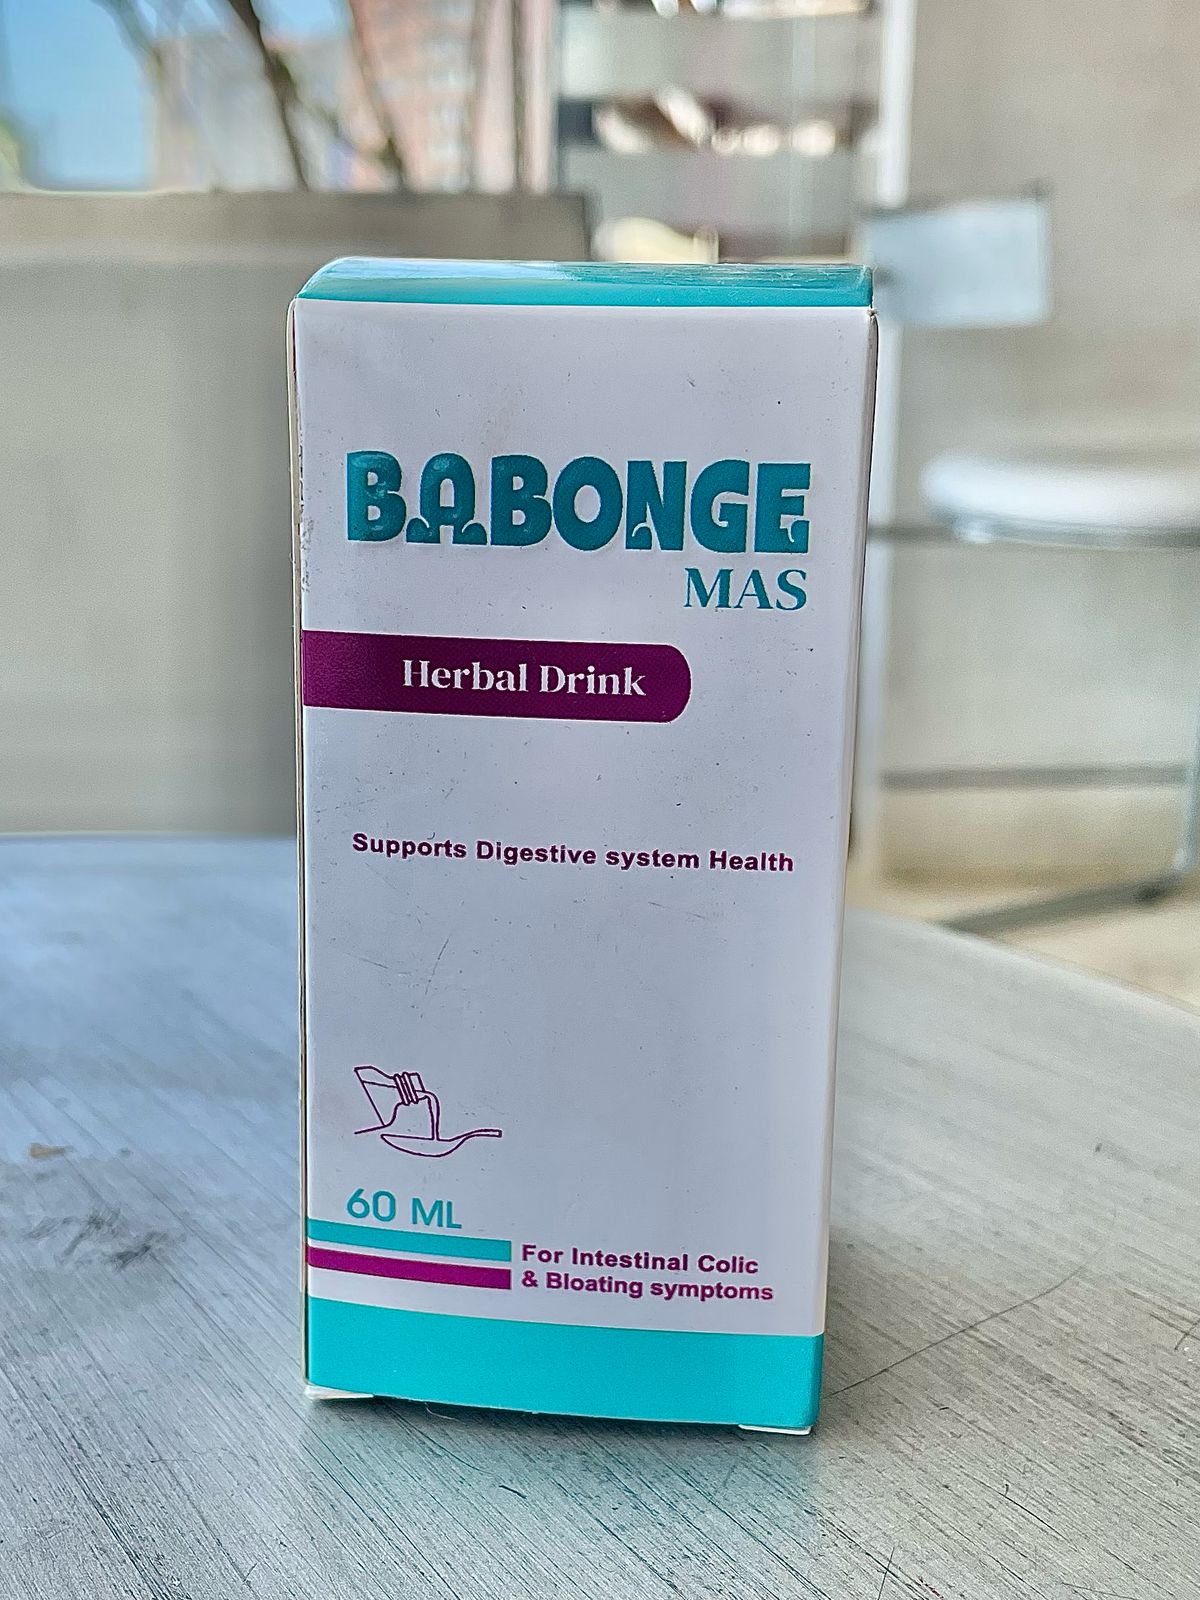 BABONGE
MAS
Herbal Drink
Supports Digestive system Health
60 ML
For Intestinal Colic
& Bloating symptoms